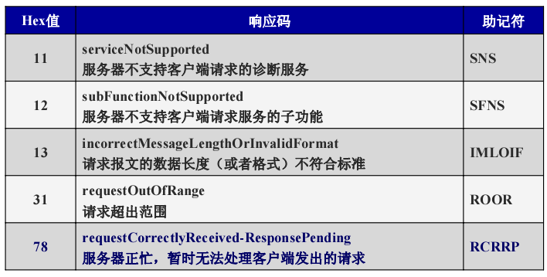 Hex值 响应码 助记符
serviceNotSupported
11 SNS
服务器不支持客户端请求的诊断服务
subFunctionNotSupported
12 SFNS
服务器不支持客户端请求服务的子功能
incorrectMessageLengthOrInvalidFormat
13 IMLOIF
请求报文的数据长度（或者格式）不符合标准
requestOutOfRange
31 ROOR
请求超出范围
requestCorrectlyReceived-ResponsePending
78 RCRRP
服务器正忙，暂时无法处理客户端发出的请求